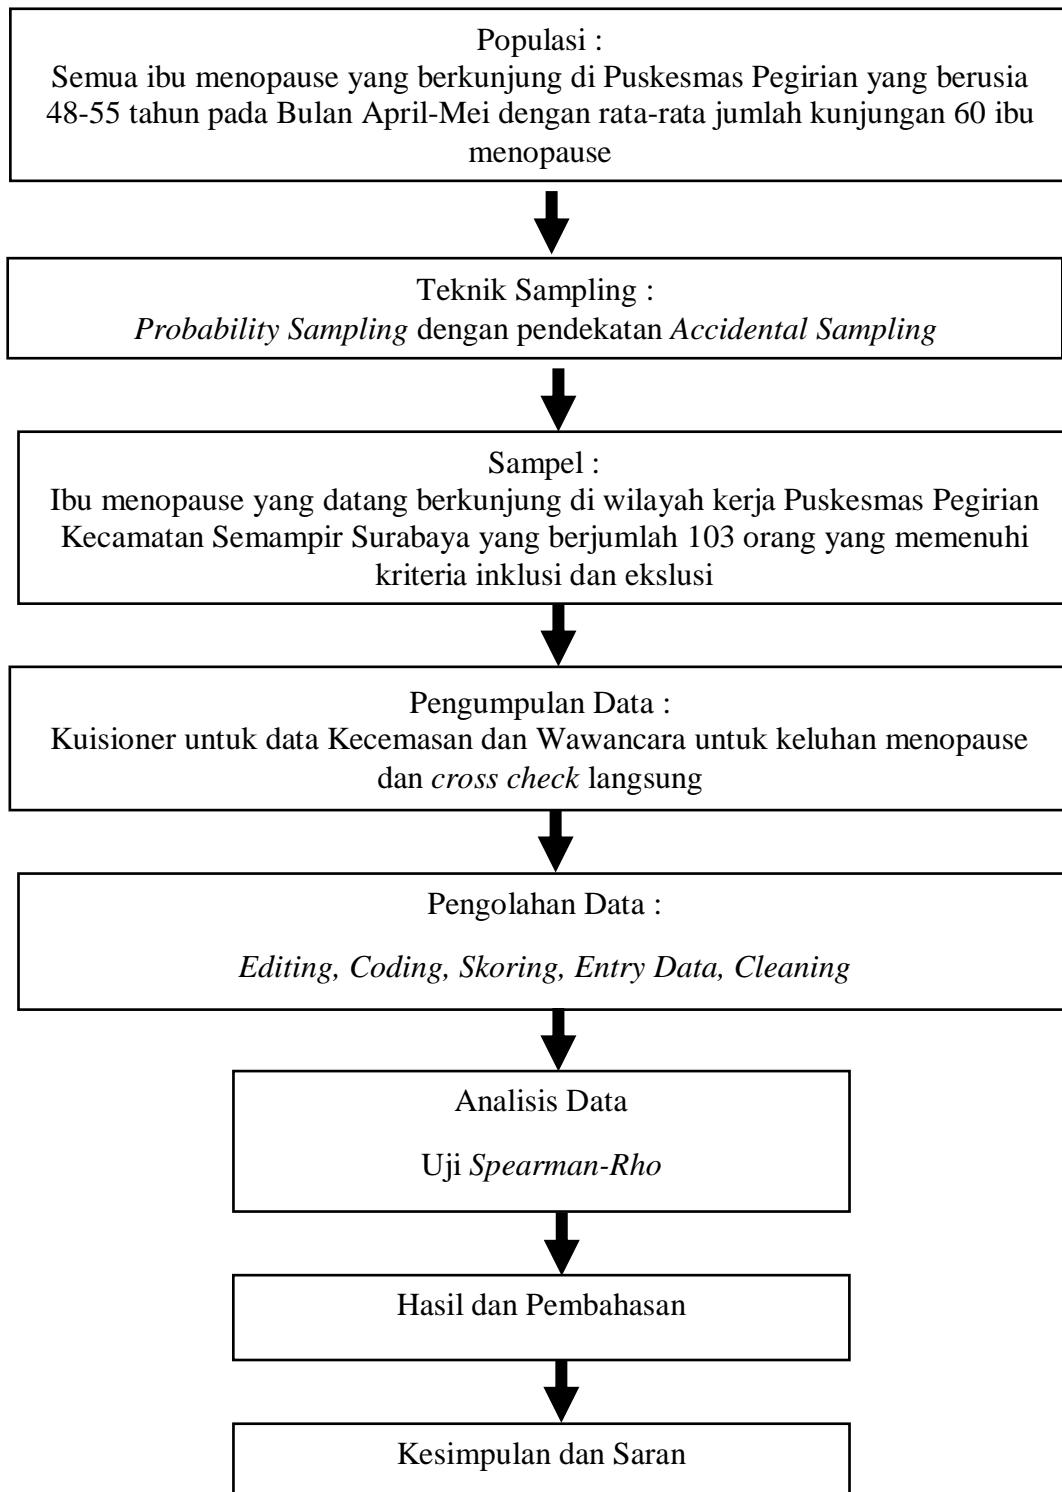 Populasi :
Semua ibu menopause yang berkunjung di Puskesmas Pegirian yang berusia
48-55 tahun pada Bulan April-Mei dengan rata-rata jumlah kunjungan 60 ibu
menopause
Teknik Sampling :
Probability Sampling dengan pendekatan Accidental Sampling
Sampel :
Ibu menopause yang datang berkunjung di wilayah kerja Puskesmas Pegirian
Kecamatan Semampir Surabaya yang berjumlah 103 orang yang memenuhi
kriteria inklusi dan ekslusi
Pengumpulan Data :
Kuisioner untuk data Kecemasan dan Wawancara untuk keluhan menopause
dan cross check langsung
Pengolahan Data :
Editing, Coding, Skoring, Entry Data, Cleaning
Analisis Data
Uji Spearman-Rho
Hasil dan Pembahasan
Kesimpulan dan Saran